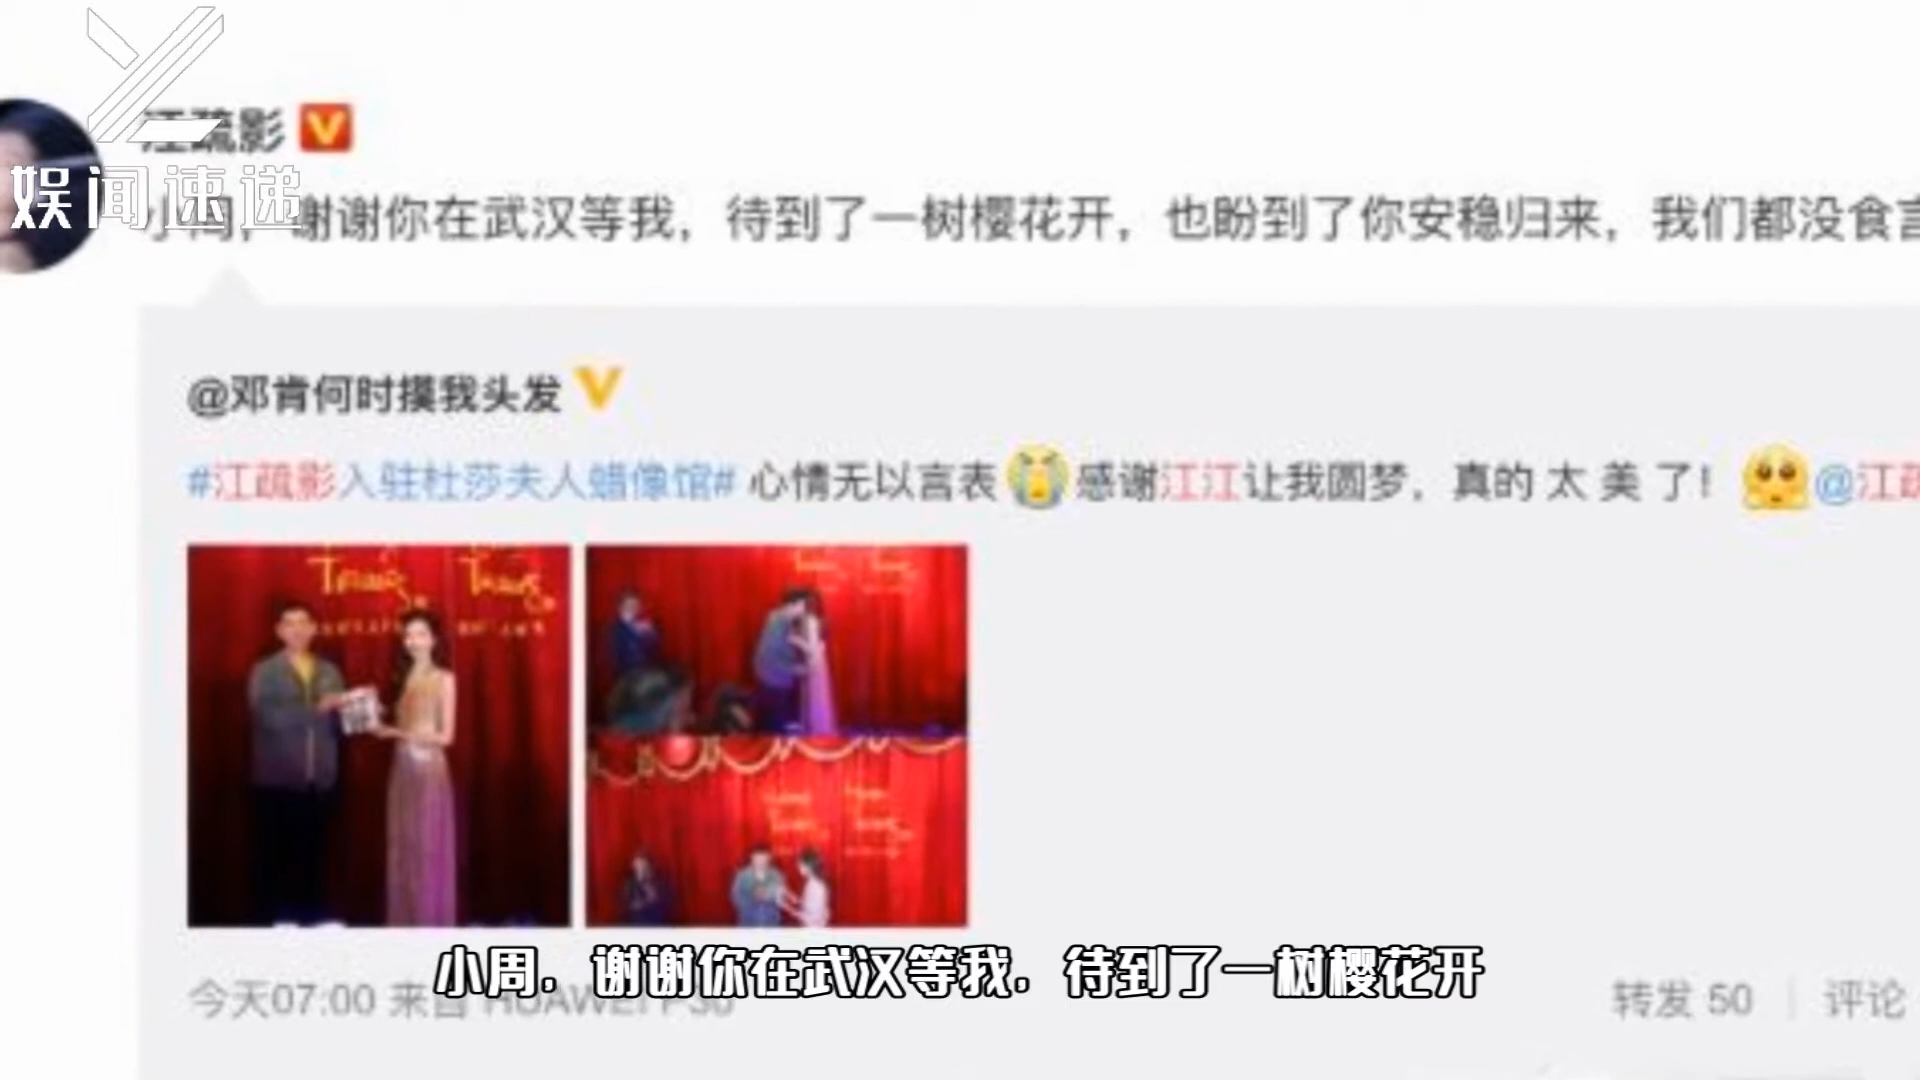 江疏影
娱闻速递
小周，谢谢你在武汉等我，待到了一树樱花开，也盼到了你安稳归来，我们都没食言
@邓肯何时摸我头发
#江疏影入驻杜莎夫人蜡像馆# 心情无以言表 感谢江江让我圆梦，真的 太 美 了！ @江疏
今天07:00 来自 HUAWEI P30
转发 50 评论
小周．谢谢你在武汉等我．待到了一树樱花开